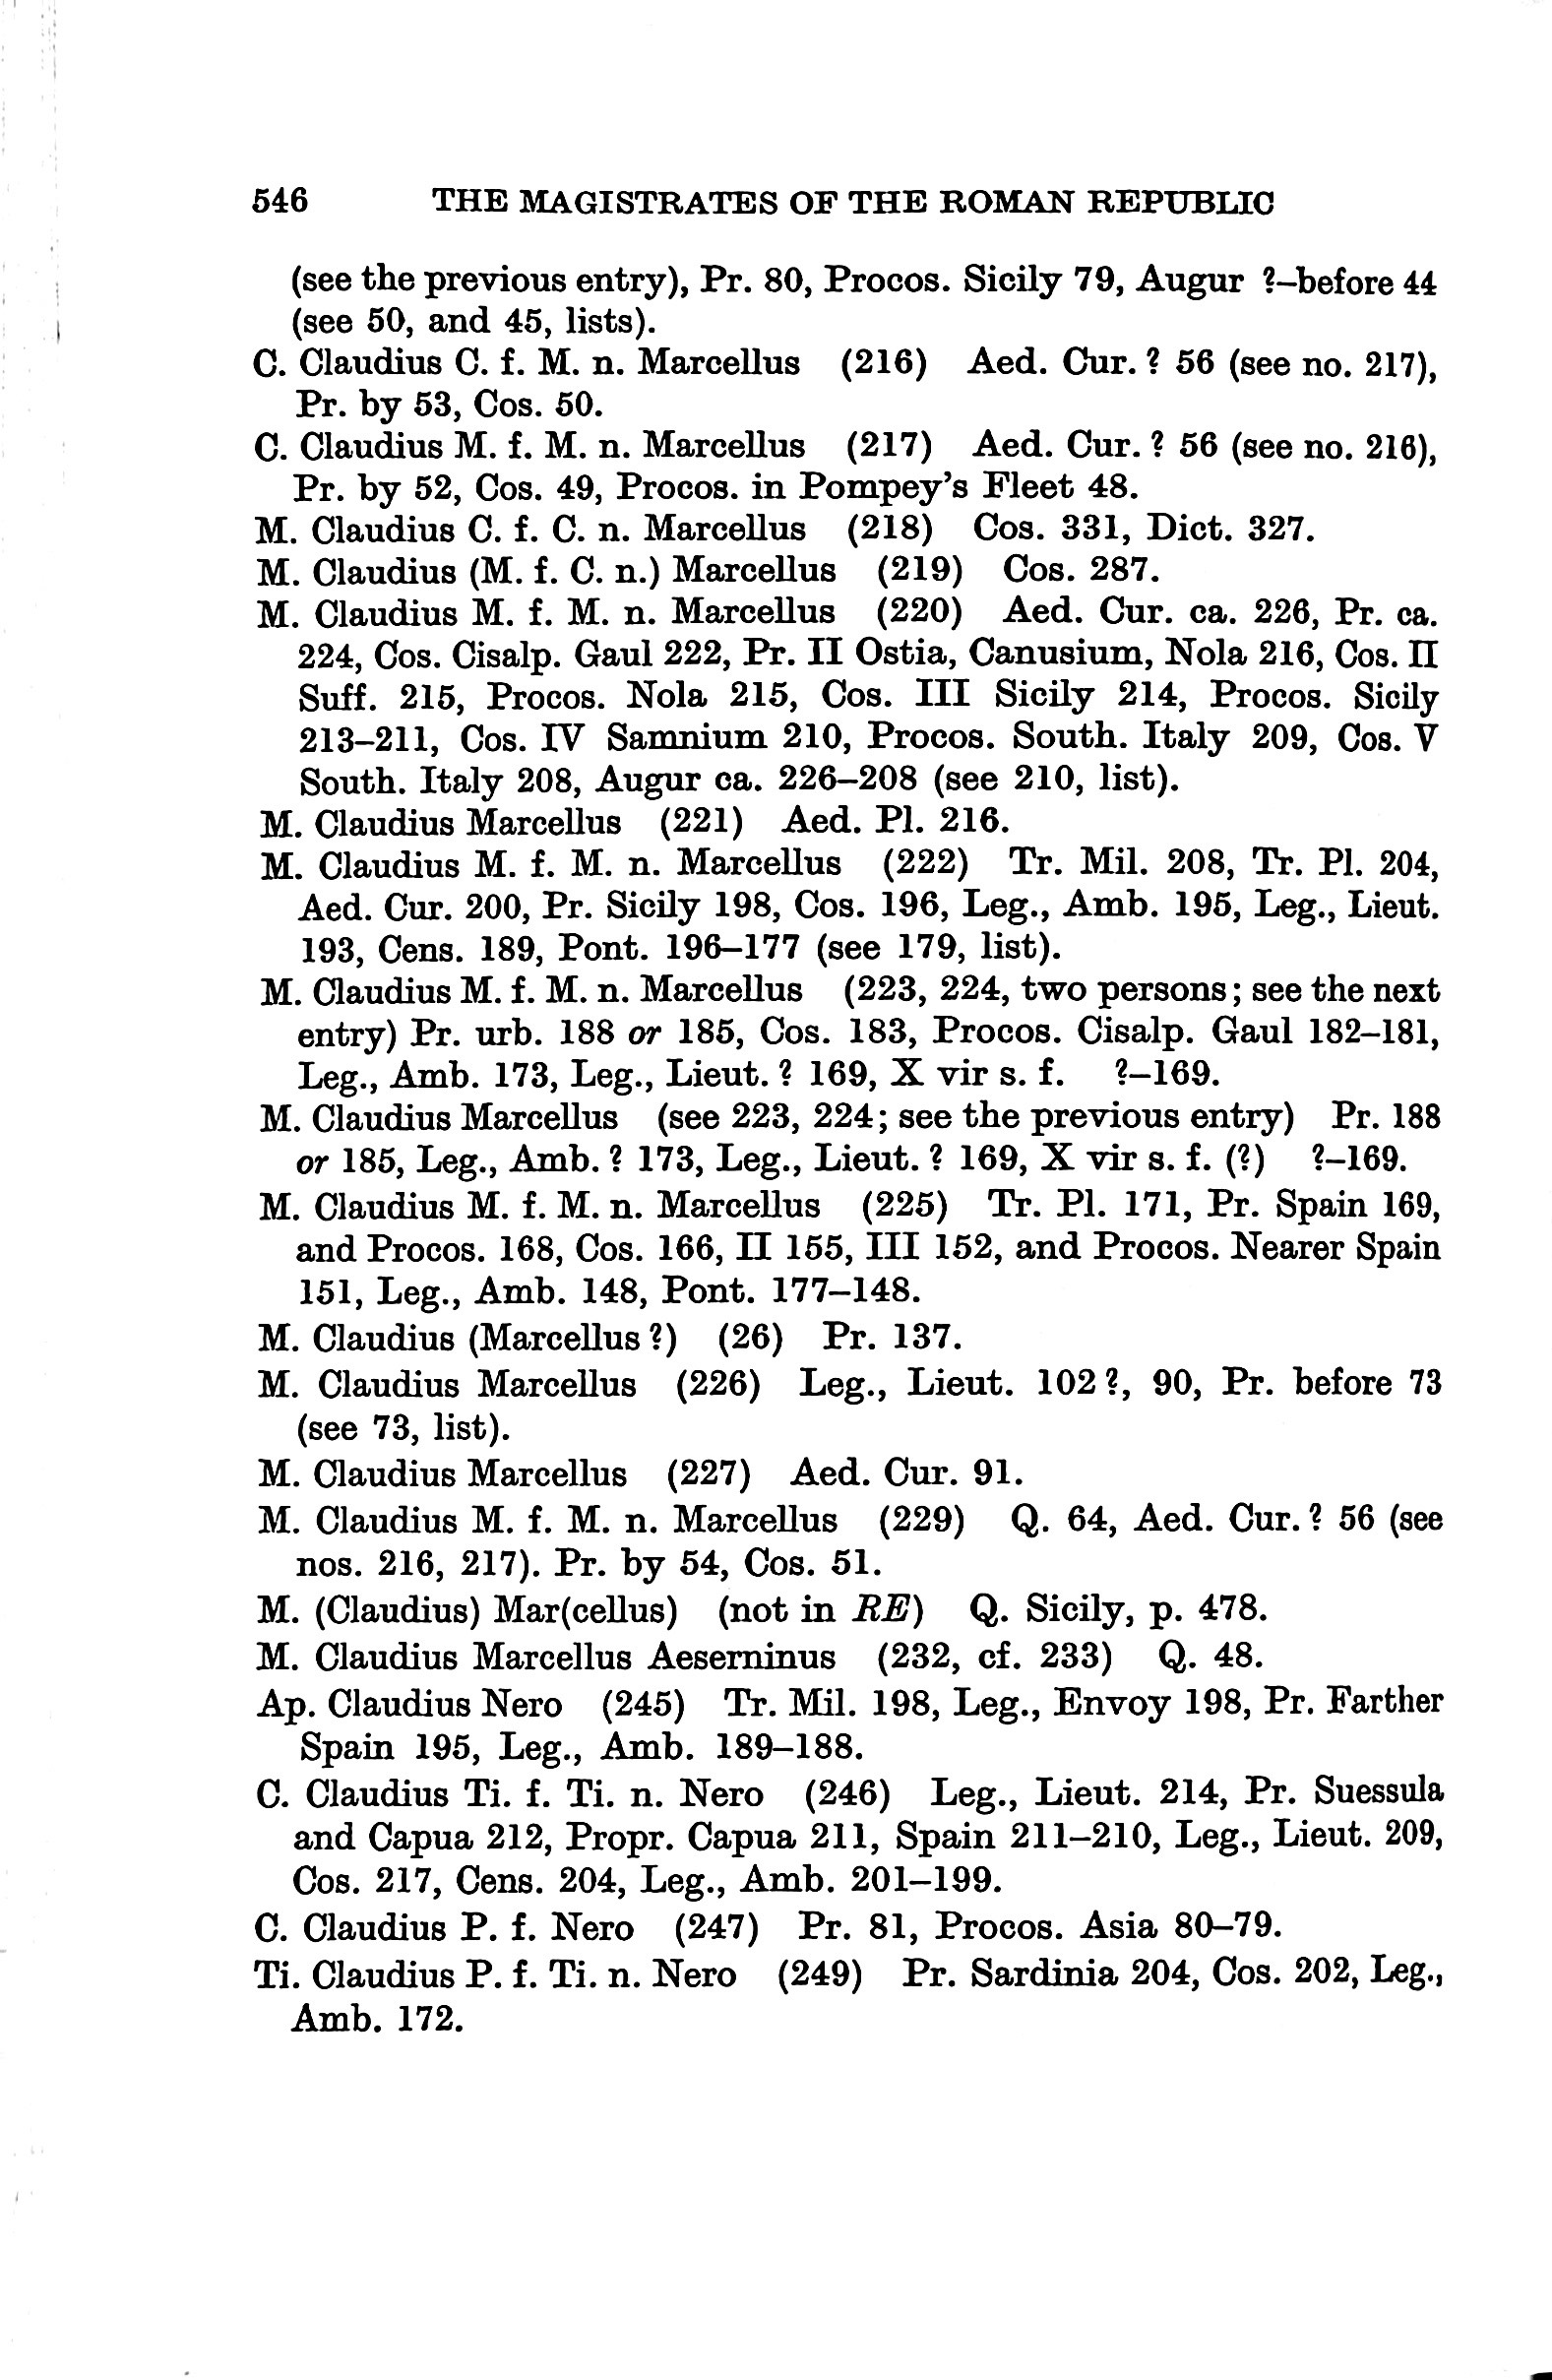 546 THE MAGISTRATES OF THE ROMAN REPUBLIC
(see the previous entry), Pr. 80, Procos. Sicily 79, Augur ?–before 44
(see 50, and 45, lists).
C. Claudius C. f. M. n. Marcellus (216) Aed. Cur. ? 56 (see no. 217),
Pr. by 53, Cos. 50.
C. Claudius M. f. M. n. Marcellus (217) Aed. Cur. ? 56 (see no. 216),
Pr. by 52, Cos. 49, Procos. in Pompey's Fleet 48.
M. Claudius C. f. C. n. Marcellus (218) Cos. 331, Dict. 327.
M. Claudius (M. f. C. n.) Marcellus (219) Cos. 287.
M. Claudius M. f. M. n. Marcellus (220) Aed. Cur. ca. 226, Pr. ca.
224, Cos. Cisalp. Gaul 222, Pr. II Ostia, Canusium, Nola 216, Cos. II
Suff. 215, Procos. Nola 215, Cos. III Sicily 214, Procos. Sicily
213–211, Cos. IV Samnium 210, Procos. South. Italy 209, Cos. V
South. Italy 208, Augur ca. 226–208 (see 210, list).
M. Claudius Marcellus (221) Aed. Pl. 216.
M. Claudius M. f. M. n. Marcellus (222) Tr. Mil. 208, Tr. Pl. 204,
Aed. Cur. 200, Pr. Sicily 198, Cos. 196, Leg., Amb. 195, Leg., Lieut.
193, Cens. 189, Pont. 196–177 (see 179, list).
M. Claudius M. f. M. n. Marcellus (223, 224, two persons; see the next
entry) Pr. urb. 188 or 185, Cos. 183, Procos. Cisalp. Gaul 182–181,
Leg., Amb. 173, Leg., Lieut. ? 169, X vir s. f. ?–169.
M. Claudius Marcellus (see 223, 224; see the previous entry) Pr. 188
or 185, Leg., Amb. ? 173, Leg., Lieut. ? 169, X vir s. f. (?) ?–169.
M. Claudius M. f. M. n. Marcellus (225) Tr. Pl. 171, Pr. Spain 169,
and Procos. 168, Cos. 166, II 155, III 152, and Procos. Nearer Spain
151, Leg., Amb. 148, Pont. 177–148.
M. Claudius (Marcellus ?) (26) Pr. 137.
M. Claudius Marcellus (226) Leg., Lieut. 102 ?, 90, Pr. before 73
(see 73, list).
M. Claudius Marcellus (227) Aed. Cur. 91.
M. Claudius M. f. M. n. Marcellus (229) Q. 64, Aed. Cur. ? 56 (see
nos. 216, 217). Pr. by 54, Cos. 51.
M. (Claudius) Mar(cellus) (not in RE) Q. Sicily, p. 478.
M. Claudius Marcellus Aeserninus (232, cf. 233) Q. 48.
Ap. Claudius Nero (245) Tr. Mil. 198, Leg., Envoy 198, Pr. Farther
Spain 195, Leg., Amb. 189–188.
C. Claudius Ti. f. Ti. n. Nero (246) Leg., Lieut. 214, Pr. Suessula
and Capua 212, Propr. Capua 211, Spain 211–210, Leg., Lieut. 209,
Cos. 217, Cens. 204, Leg., Amb. 201–199.
C. Claudius P. f. Nero (247) Pr. 81, Procos. Asia 80–79.
Ti. Claudius P. f. Ti. n. Nero (249) Pr. Sardinia 204, Cos. 202, Leg.,
Amb. 172.